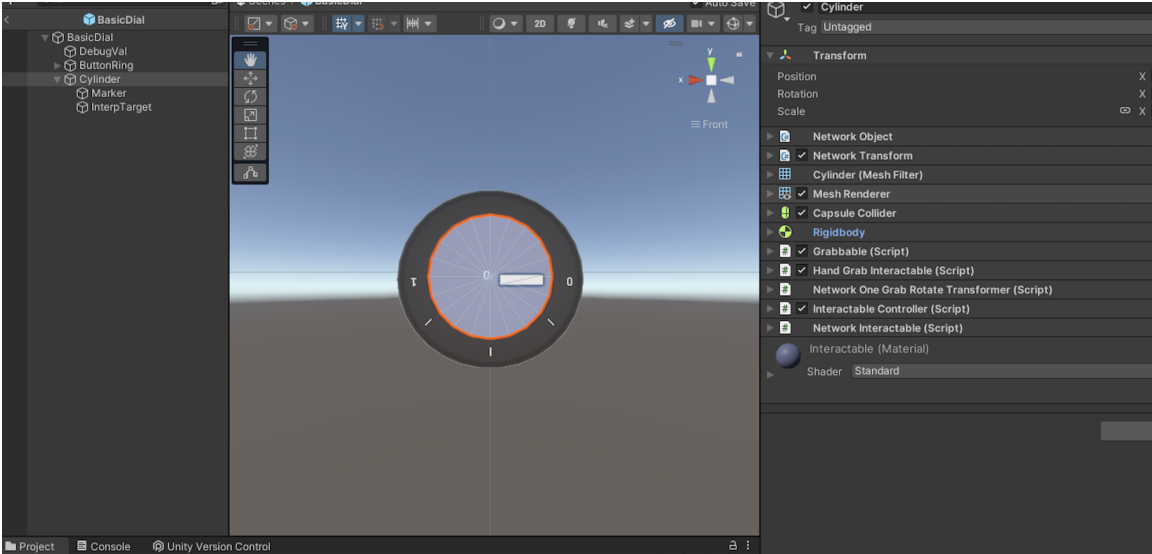 Scenes
BasicDial
Auto Save
BasicDial
BasicDial
DebugVal
ButtonRing
Cylinder
Marker
InterpTarget
2D
y
x
Front
0
1
0
Cylinder
Tag Untagged
Transform
Position X
Rotation X
Scale X
Network Object
Network Transform
Cylinder (Mesh Filter)
Mesh Renderer
Capsule Collider
Rigidbody
Grabbable (Script)
Hand Grab Interactable (Script)
Network One Grab Rotate Transformer (Script)
Interactable Controller (Script)
Network Interactable (Script)
Interactable (Material)
Shader Standard
Project Console Unity Version Control